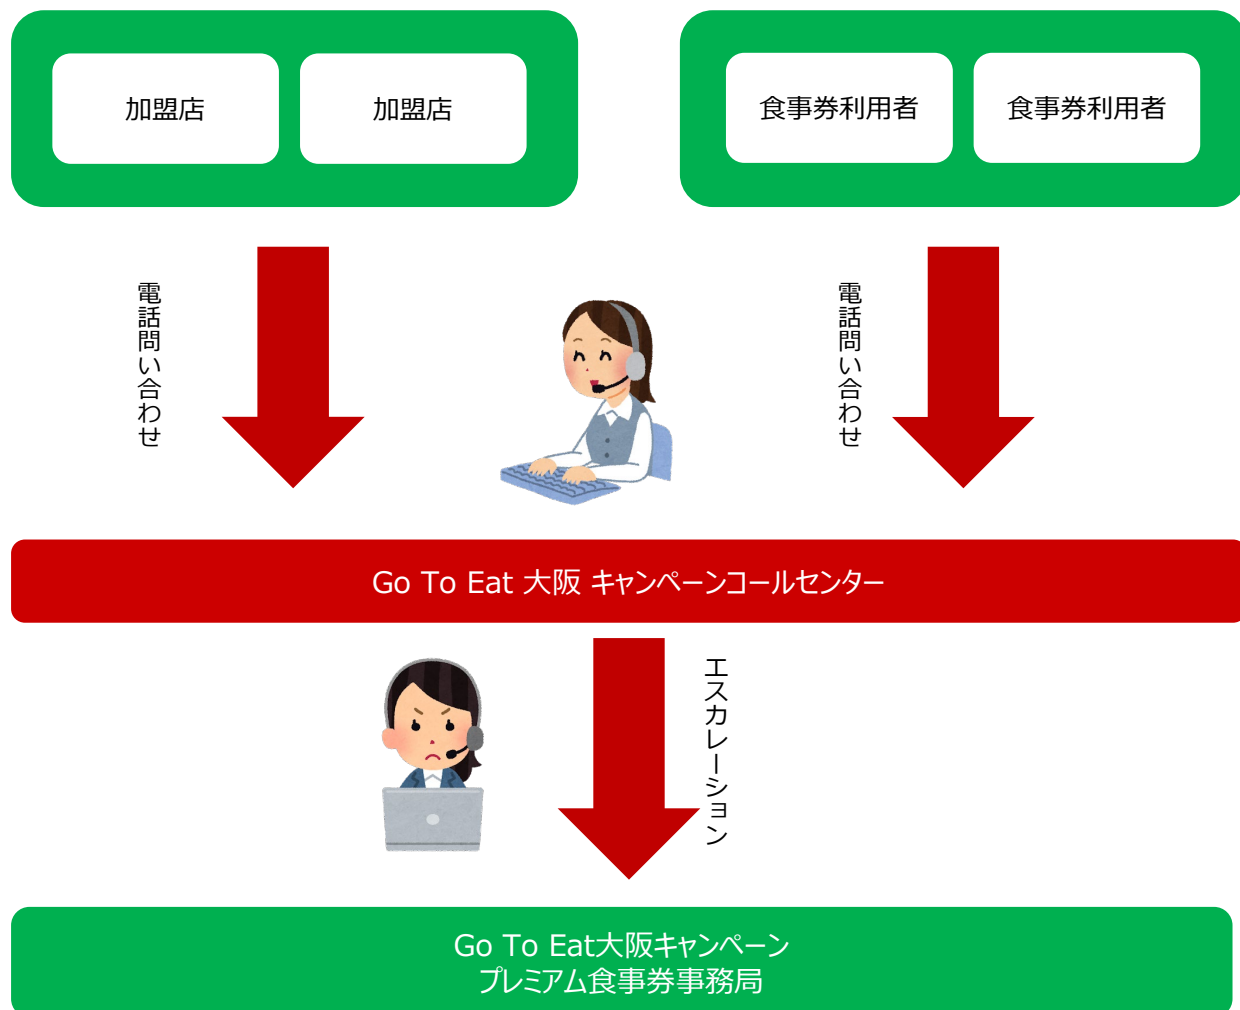 加盟店
加盟店
食事券利用者
食事券利用者
電話問い合わせ
電話問い合わせ
Go To Eat 大阪 キャンペーンコールセンター
エスカレーション
Go To Eat大阪キャンペーン
プレミアム食事券事務局